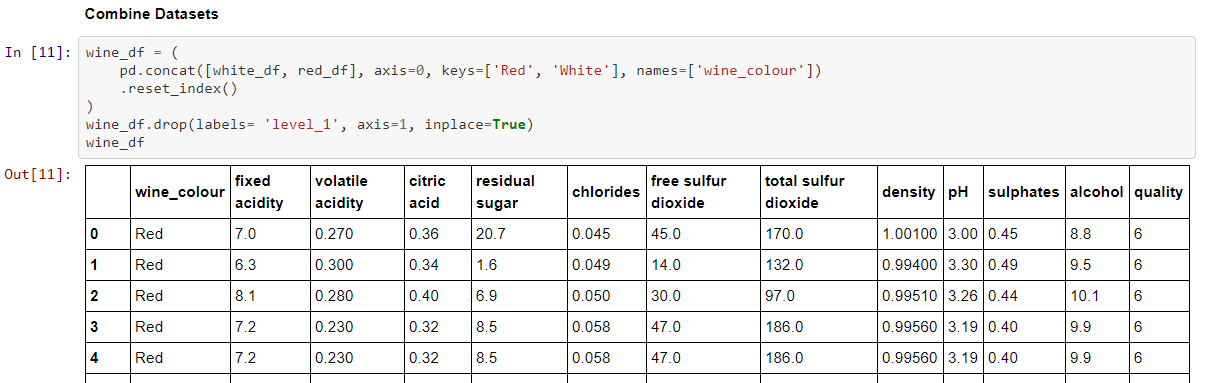 Combine Datasets
In [11]:
wine_df = (
    pd.concat([white_df, red_df], axis=0, keys=['Red', 'White'], names=['wine_colour'])
    .reset_index()
)
wine_df.drop(labels= 'level_1', axis=1, inplace=True)
wine_df
Out[11]:
wine_colour fixed acidity volatile acidity citric acid residual sugar chlorides free sulfur dioxide total sulfur dioxide density pH sulphates alcohol quality
0 Red 7.0 0.270 0.36 20.7 0.045 45.0 170.0 1.00100 3.00 0.45 8.8 6
1 Red 6.3 0.300 0.34 1.6 0.049 14.0 132.0 0.99400 3.30 0.49 9.5 6
2 Red 8.1 0.280 0.40 6.9 0.050 30.0 97.0 0.99510 3.26 0.44 10.1 6
3 Red 7.2 0.230 0.32 8.5 0.058 47.0 186.0 0.99560 3.19 0.40 9.9 6
4 Red 7.2 0.230 0.32 8.5 0.058 47.0 186.0 0.99560 3.19 0.40 9.9 6